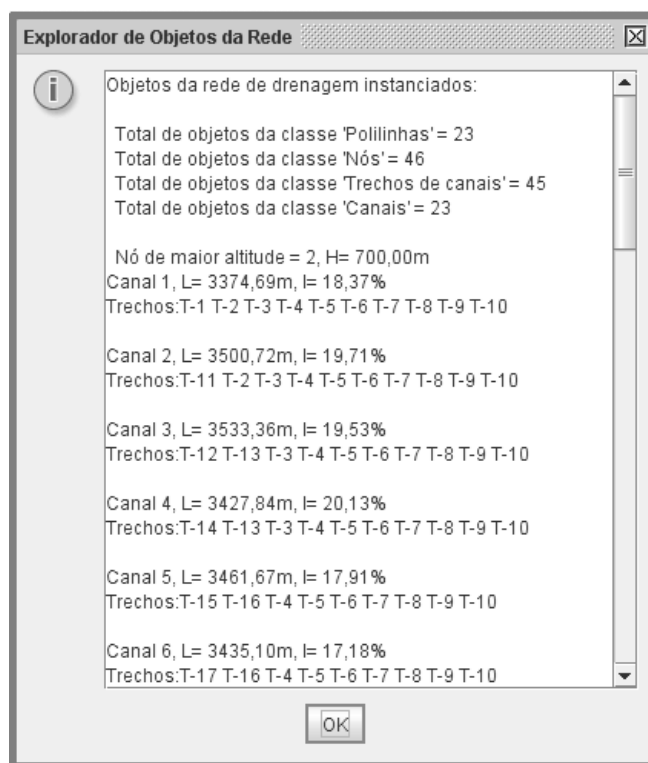 Explorador de Objetos da Rede
Objetos da rede de drenagem instanciados:
Total de objetos da classe 'Polilinhas' = 23
Total de objetos da classe 'Nós' = 46
Total de objetos da classe 'Trechos de canais' = 45
Total de objetos da classe 'Canais' = 23
Nó de maior altitude = 2, H= 700,00m
Canal 1, L= 3374,69m, I= 18,37%
Trechos:T-1 T-2 T-3 T-4 T-5 T-6 T-7 T-8 T-9 T-10
Canal 2, L= 3500,72m, I= 19,71%
Trechos:T-11 T-2 T-3 T-4 T-5 T-6 T-7 T-8 T-9 T-10
Canal 3, L= 3533,36m, I= 19,53%
Trechos:T-12 T-13 T-3 T-4 T-5 T-6 T-7 T-8 T-9 T-10
Canal 4, L= 3427,84m, I= 20,13%
Trechos:T-14 T-13 T-3 T-4 T-5 T-6 T-7 T-8 T-9 T-10
Canal 5, L= 3461,67m, I= 17,91%
Trechos:T-15 T-16 T-4 T-5 T-6 T-7 T-8 T-9 T-10
Canal 6, L= 3435,10m, I= 17,18%
Trechos:T-17 T-16 T-4 T-5 T-6 T-7 T-8 T-9 T-10
OK